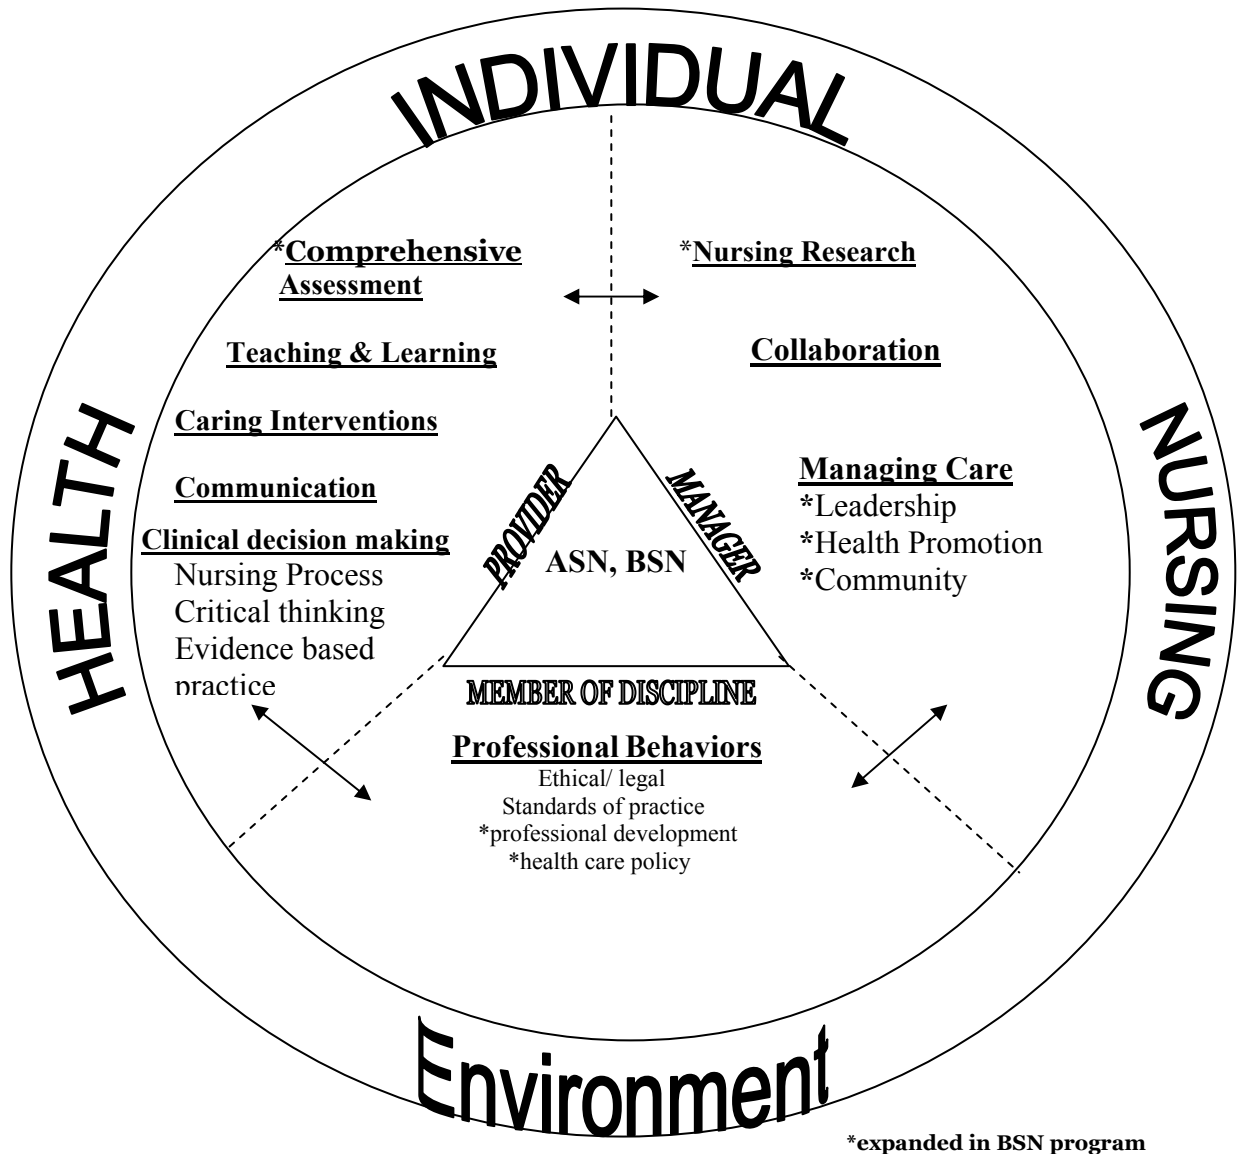 INDIVIDUAL
*Comprehensive
Assessment
Teaching & Learning
Caring Interventions
Communication
Clinical decision making
Nursing Process
Critical thinking
Evidence based
practice
*Nursing Research
Collaboration
Managing Care
*Leadership
*Health Promotion
*Community
HEALTH
NURSING
PROVIDER
MANAGER
ASN, BSN
MEMBER OF DISCIPLINE
Professional Behaviors
Ethical/ legal
Standards of practice
*professional development
*health care policy
Environment
*expanded in BSN program